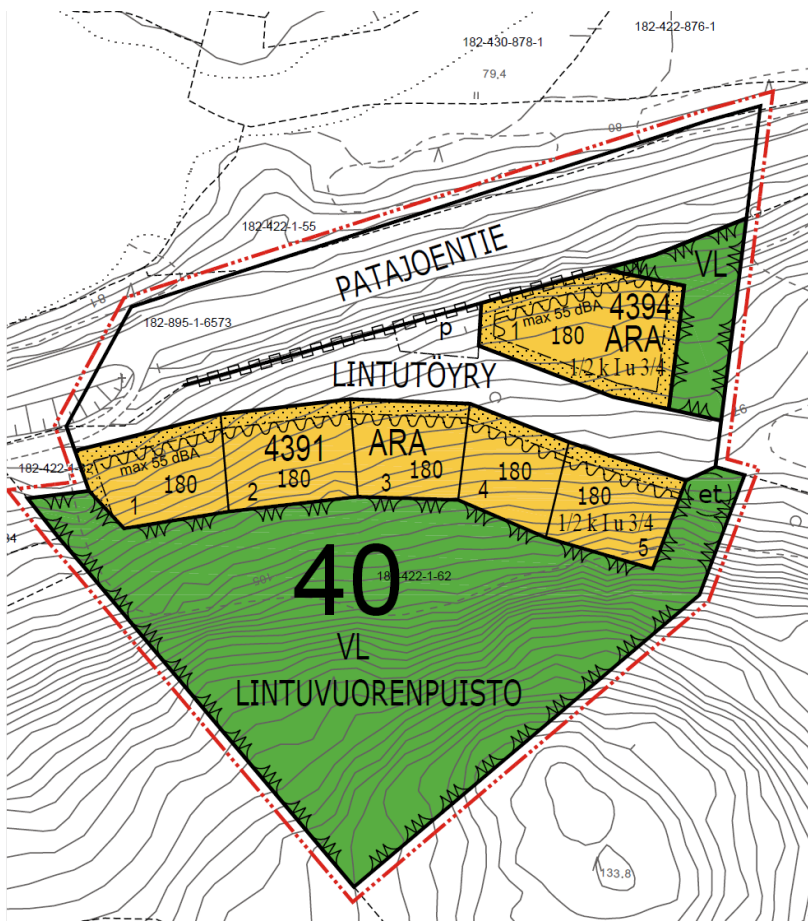 182-422-876-1
182-430-878-1
79,4
80
182-422-1-55
PATAJOENTIE
VL
81
182-895-1-6573
p
1
max 55 dBA
4394
180
ARA
1/2 k I u 3/4
LINTUTÖYRY
4391
ARA
max 55 dBA
180
180
180
180
180
1
2
3
4
1/2 k I u 3/4
5
et
40
182-422-1-62
105
VL
LINTUVUORENPUISTO
133,8